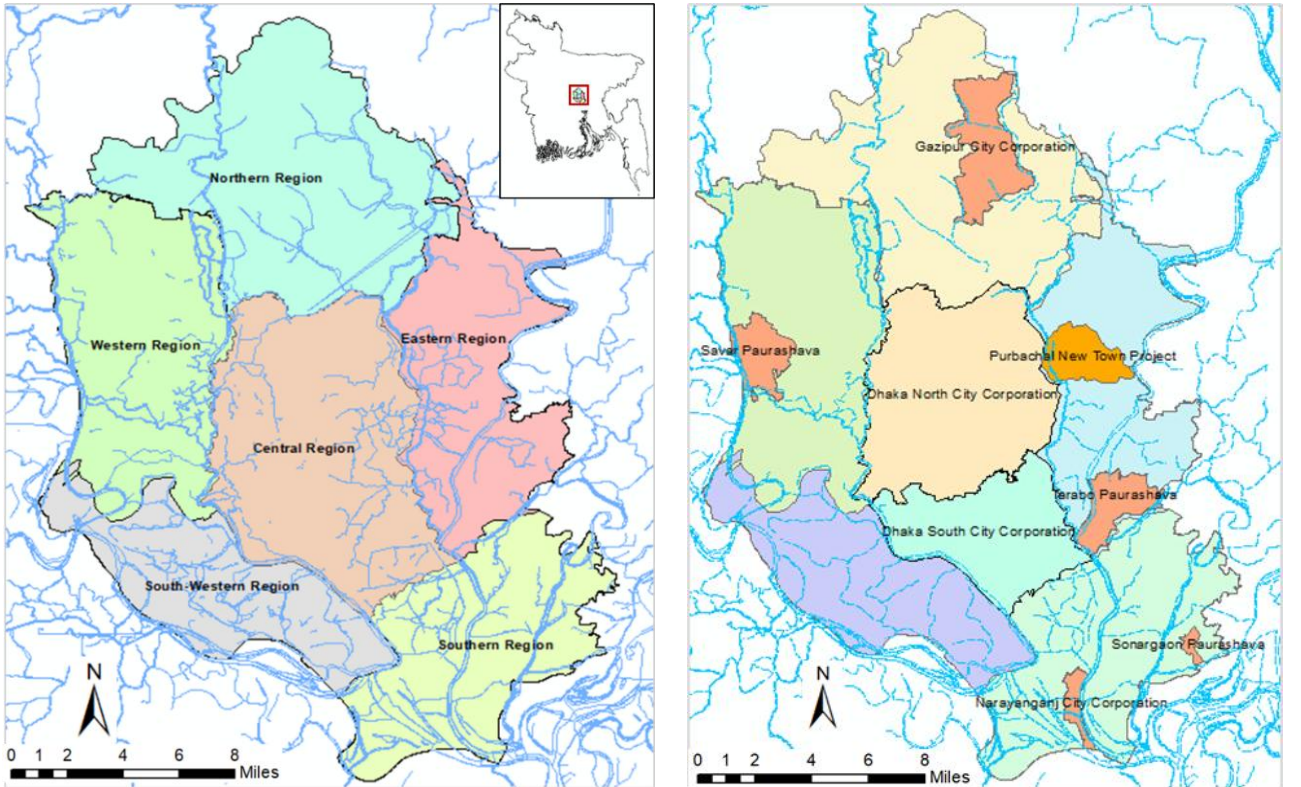 Northern Region
Western Region
Eastern Region
Central Region
South-Western Region
Southern Region
N
0 1 2 4 6 8
Miles
Gazipur City Corporation
Savar Paurashava
Purbachal New Town Project
Dhaka North City Corporation
Terabo Paurashava
Dhaka South City Corporation
Sonargaon Paurashava
Narayanganj City Corporation
N
0 1 2 4 6 8
Miles